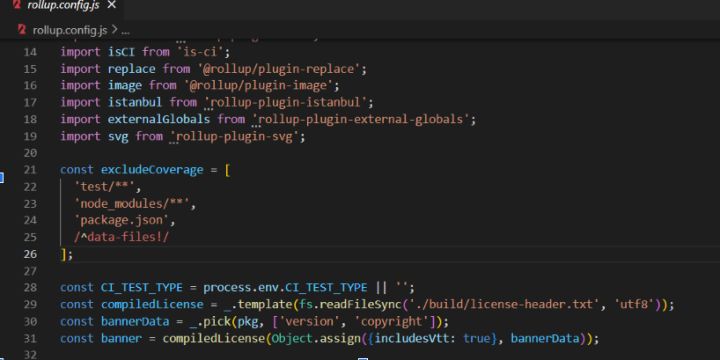 rollup.config.js
rollup.config.js > ...
14 import isCI from 'is-ci';
15 import replace from '@rollup/plugin-replace';
16 import image from '@rollup/plugin-image';
17 import istanbul from 'rollup-plugin-istanbul';
18 import externalGlobals from 'rollup-plugin-external-globals';
19 import svg from 'rollup-plugin-svg';
20
21 const excludeCoverage = [
22 'test/**',
23 'node_modules/**',
24 'package.json',
25 /^data-files!/
26 ];
27
28 const CI_TEST_TYPE = process.env.CI_TEST_TYPE || '';
29 const compiledLicense = _.template(fs.readFileSync('./build/license-header.txt', 'utf8'));
30 const bannerData = _.pick(pkg, ['version', 'copyright']);
31 const banner = compiledLicense(Object.assign({includesVtt: true}, bannerData));
32